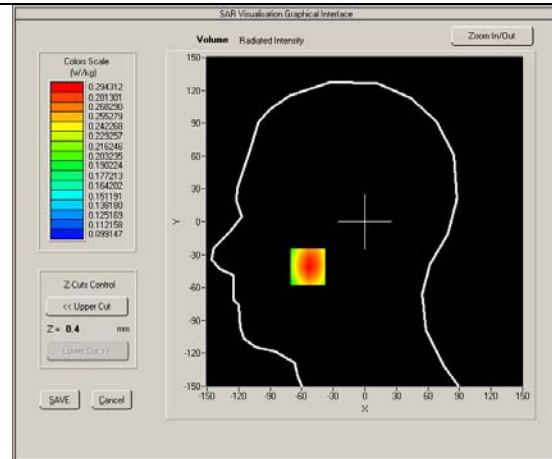 SAR Visualisation Graphical Interface
Volume Radiated Intensity
Zoom In/Out
Colors Scale
(W/kg)
0.294312
0.281301
0.268290
0.255279
0.242268
0.229257
0.216246
0.203235
0.190224
0.177213
0.164202
0.151191
0.138180
0.125169
0.112158
0.099147
Z-Cuts Control
<< Upper Cut
Z = 0.4 mm
Lower Cut >>
SAVE Cancel
150-
120-
90-
60-
30-
Y 0-
-30-
-60-
-90-
-120-
-150-
-150 -120 -90 -60 -30 0 30 60 90 120 150
X